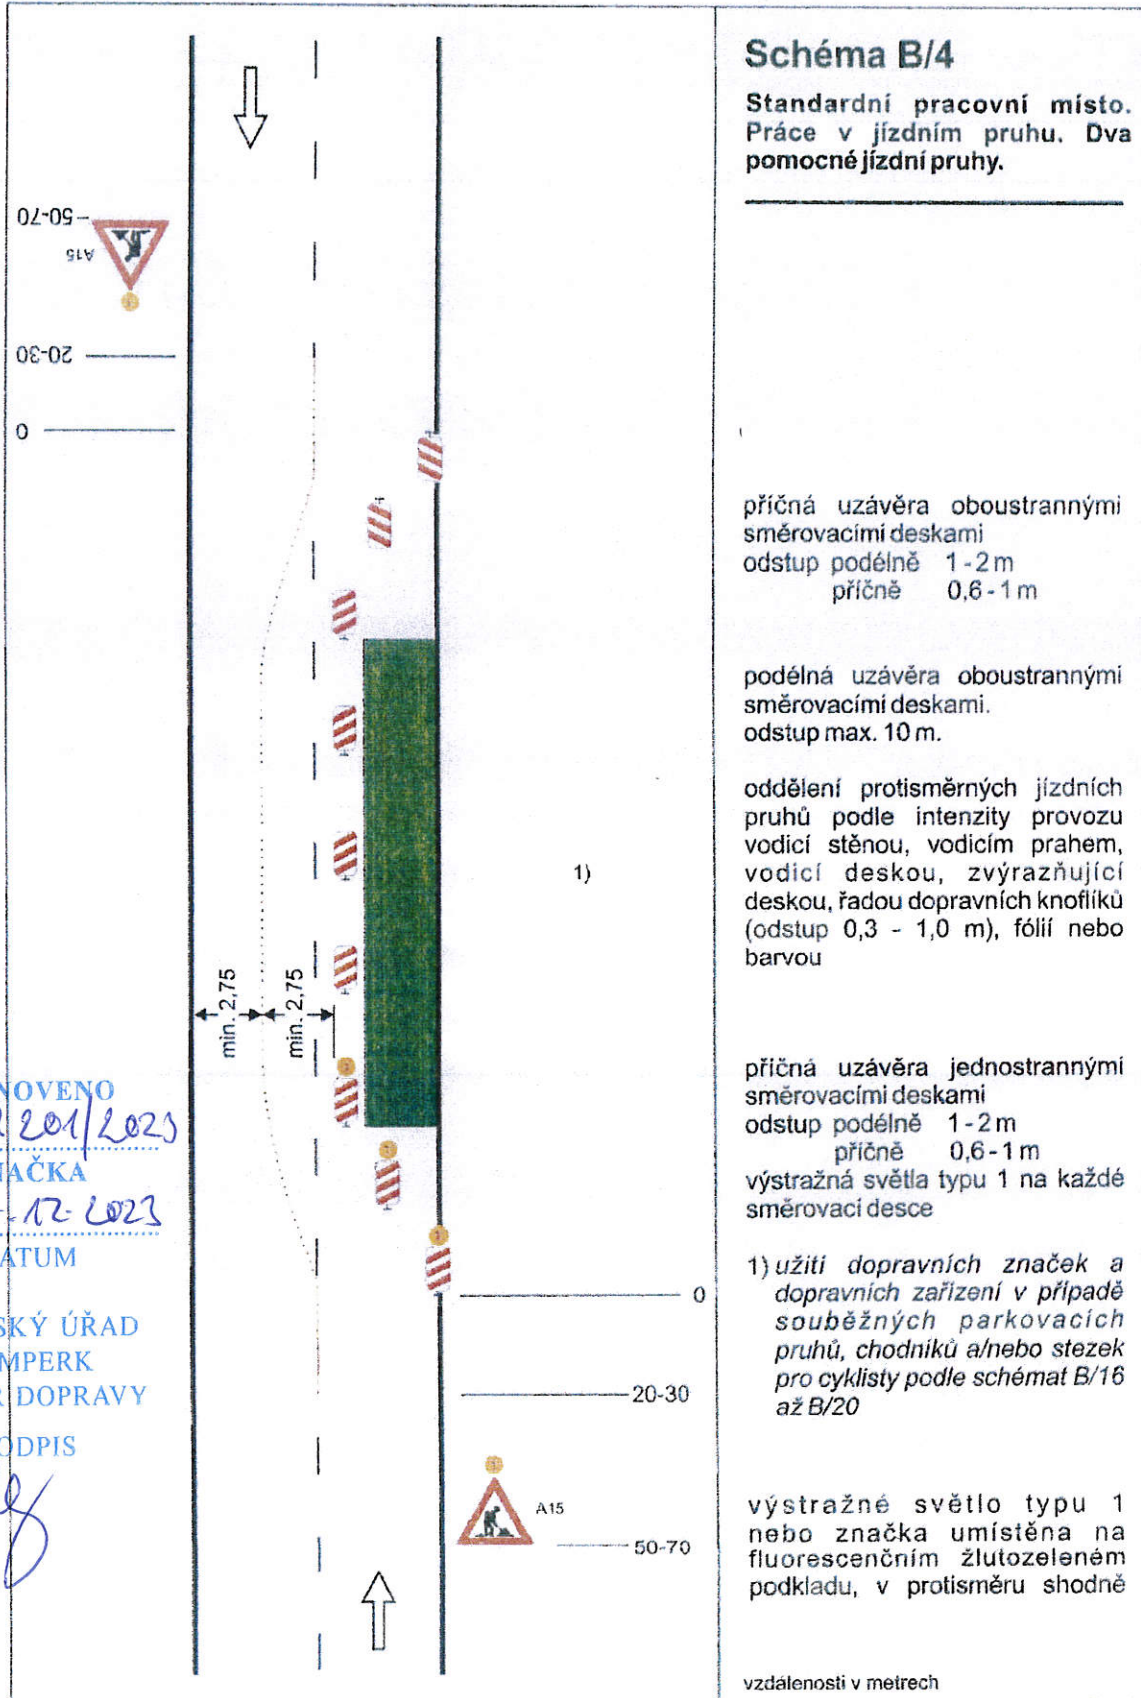 Schéma B/4
Standardní pracovní místo.
Práce v jízdním pruhu. Dva
pomocné jízdní pruhy.
50-70
A15
20-30
0
příčná uzávěra oboustrannými
směrovacími deskami
odstup podélně 1-2 m
příčně 0,6-1 m
podélná uzávěra oboustrannými
směrovacími deskami.
odstup max. 10 m.
oddělení protisměrných jízdních
pruhů podle intenzity provozu
vodicí stěnou, vodicím prahem,
vodicí deskou, zvýrazňující
deskou, řadou dopravních knoflíků
(odstup 0,3 - 1,0 m), fólií nebo
barvou
1)
min. 2,75
min. 2,75
příčná uzávěra jednostrannými
směrovacími deskami
odstup podélně 1-2 m
příčně 0,6-1 m
výstražná světla typu 1 na každé
směrovací desce
1) užití dopravních značek a
dopravních zařízení v případě
souběžných parkovacích
pruhů, chodníků a/nebo stezek
pro cyklisty podle schémat B/16
až B/20
0
20-30
A15
50-70
výstražné světlo typu 1
nebo značka umístěna na
fluorescenčním žlutozeleném
podkladu, v protisměru shodně
vzdálenosti v metrech
NOVENO
201/2023
NAČKA
-12-2023
ATUM
SKÝ ÚŘAD
MPERK
R DOPRAVY
ODPIS